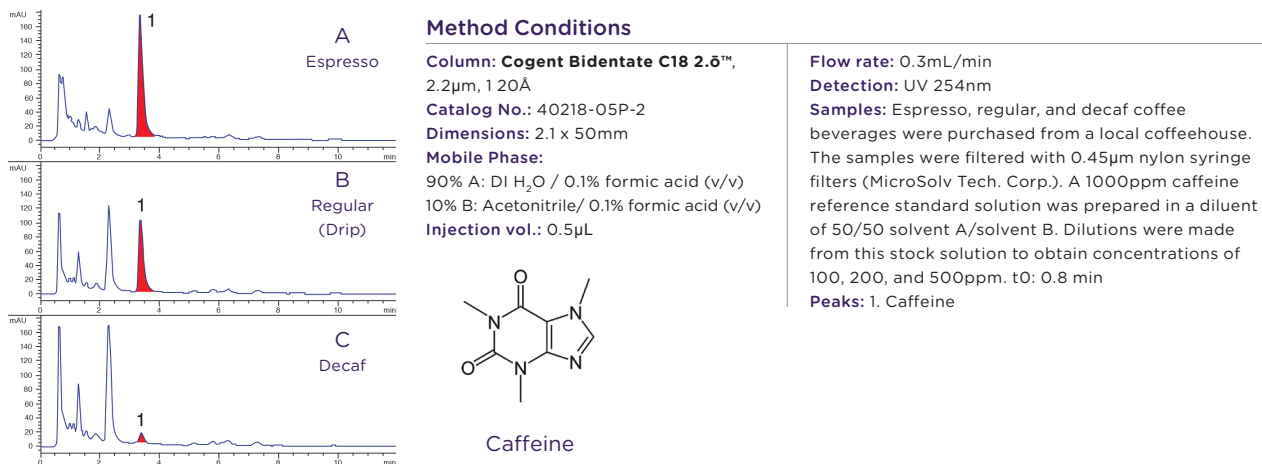 mAU
160
140
120
100
80
60
40
20
0
1
A
Espresso
0 2 4 6 8 10 min
mAU
160
140
120
100
80
60
40
20
0
1
B
Regular
(Drip)
0 2 4 6 8 10 min
mAU
160
140
120
100
80
60
40
20
0
1
C
Decaf
0 2 4 6 8 10 min
Method Conditions
Column: Cogent Bidentate C18 2.ō™,
2.2µm, 1 20Å
Catalog No.: 40218-05P-2
Dimensions: 2.1 x 50mm
Mobile Phase:
90% A: DI H₂O / 0.1% formic acid (v/v)
10% B: Acetonitrile/ 0.1% formic acid (v/v)
Injection vol.: 0.5µL
O
N
N
O
N
N
Caffeine
Flow rate: 0.3mL/min
Detection: UV 254nm
Samples: Espresso, regular, and decaf coffee
beverages were purchased from a local coffeehouse.
The samples were filtered with 0.45µm nylon syringe
filters (MicroSolv Tech. Corp.). A 1000ppm caffeine
reference standard solution was prepared in a diluent
of 50/50 solvent A/solvent B. Dilutions were made
from this stock solution to obtain concentrations of
100, 200, and 500ppm. t0: 0.8 min
Peaks: 1. Caffeine